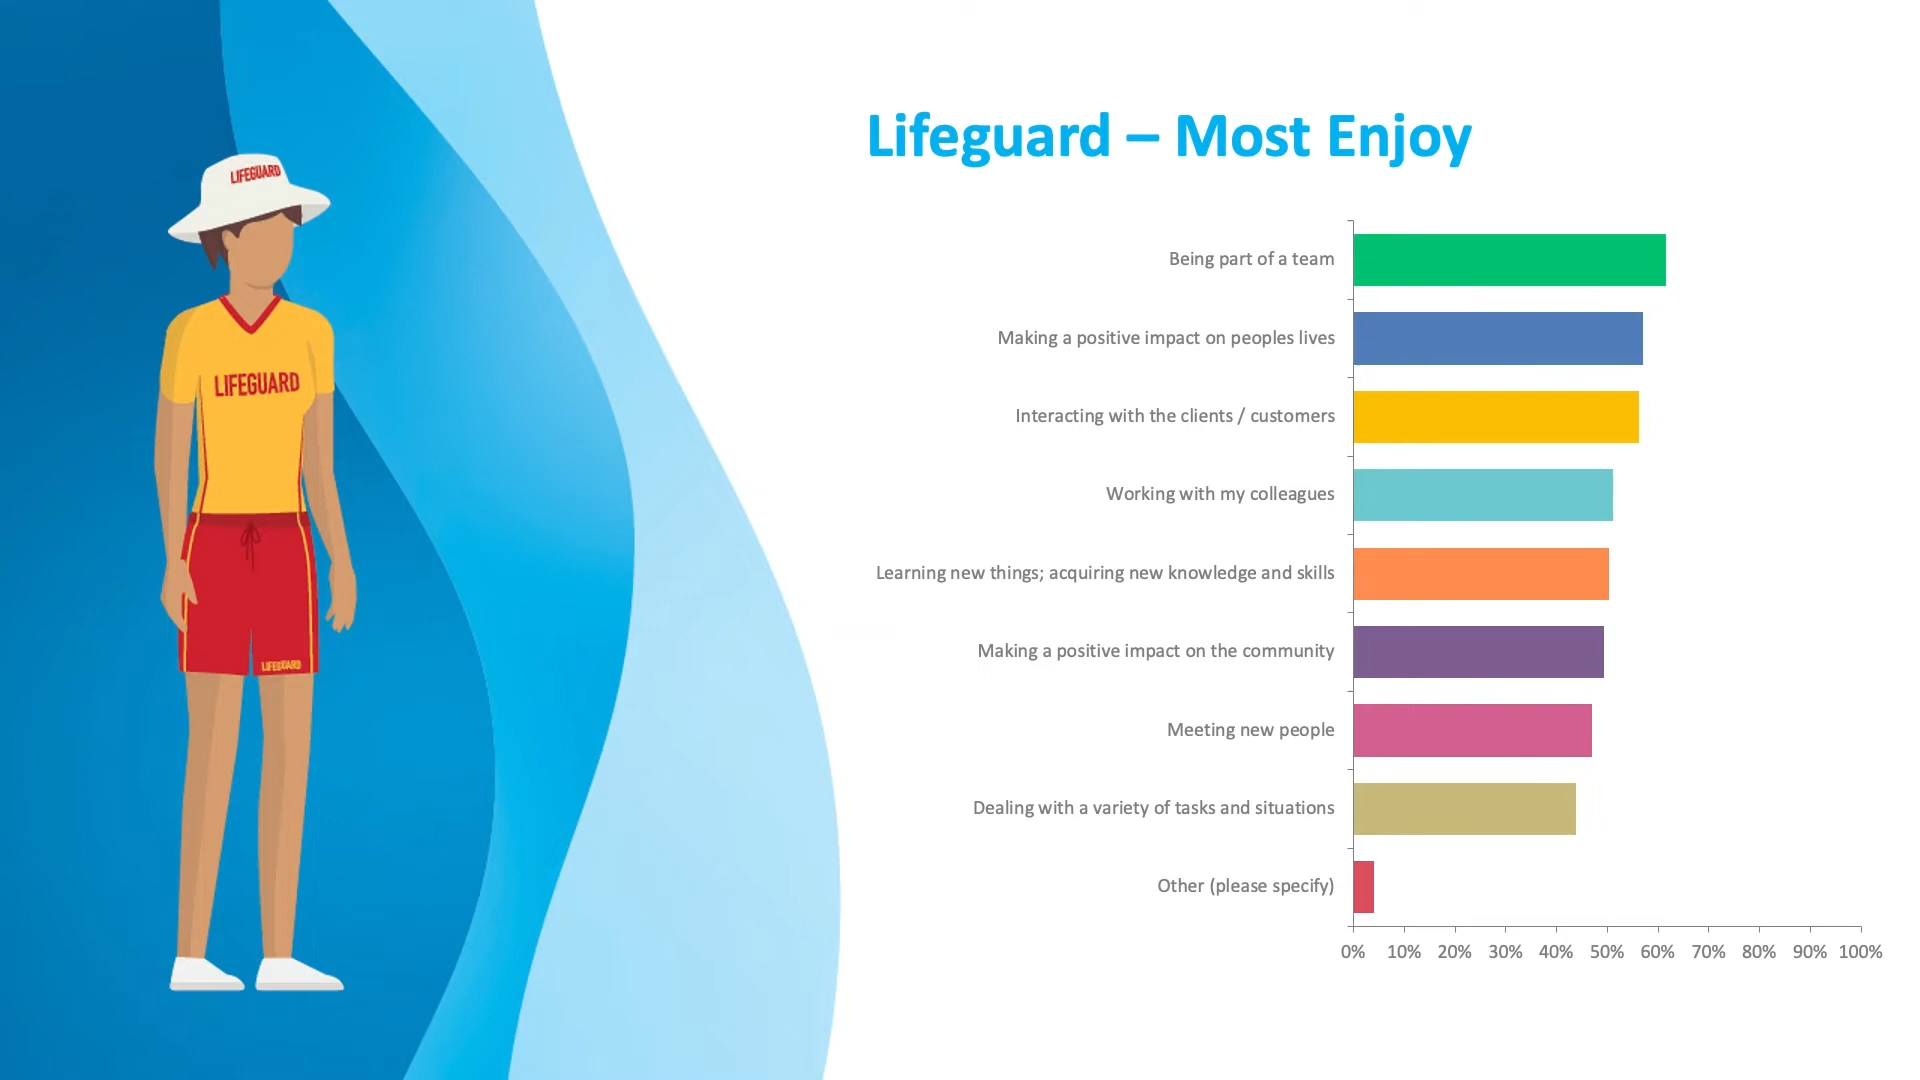 Lifeguard – Most Enjoy
LIFEGUARD
LIFEGUARD
LIFEGUARD
Being part of a team
Making a positive impact on peoples lives
Interacting with the clients / customers
Working with my colleagues
Learning new things; acquiring new knowledge and skills
Making a positive impact on the community
Meeting new people
Dealing with a variety of tasks and situations
Other (please specify)
0% 10% 20% 30% 40% 50% 60% 70% 80% 90% 100%